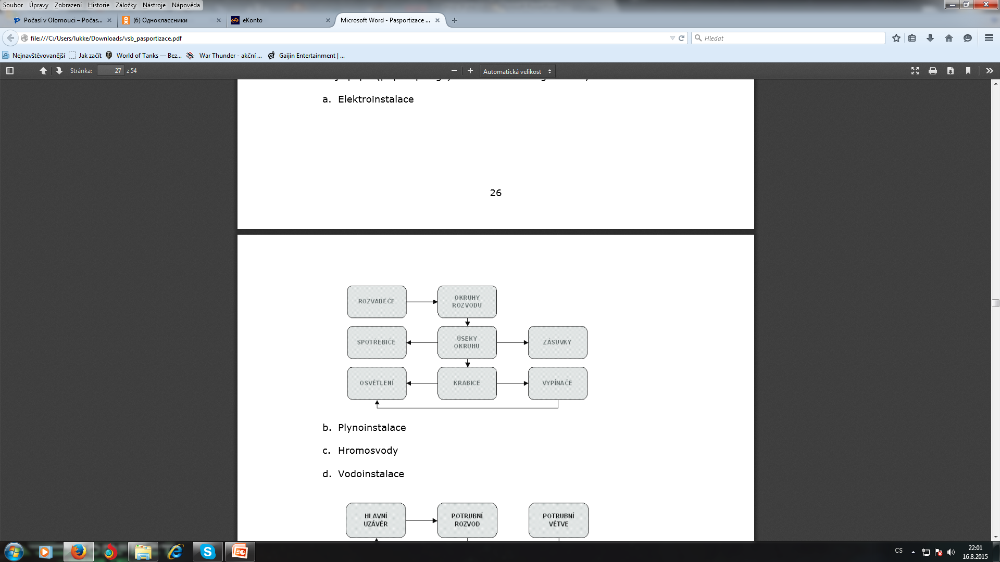 Soubor Úpravy Zobrazení Historie Záložky Nástroje Nápověda
Počasí v Olomouci – Počas... (6) Одноклассники eKonto Microsoft Word - Pasportizace ...
file:///C:/Users/lukke/Downloads/vsb_pasportizace.pdf Hledat
Nejnavštěvovanější Jak začít World of Tanks — Bez... War Thunder - akční ... Gaijin Entertainment | ...
Stránka: 27 z 54 Automatická velikost
a. Elektroinstalace
26
ROZVADĚČE
OKRUHY
ROZVODU
SPOTŘEBIČE
ÚSEKY
OKRUHU
ZÁSUVKY
OSVĚTLENÍ
KRABICE
VYPÍNAČE
b. Plynoinstalace
c. Hromosvody
d. Vodoinstalace
HLAVNÍ
UZÁVĚR
POTRUBNÍ
ROZVOD
POTRUBNÍ
VĚTVE
CS
22:01
16.8.2015